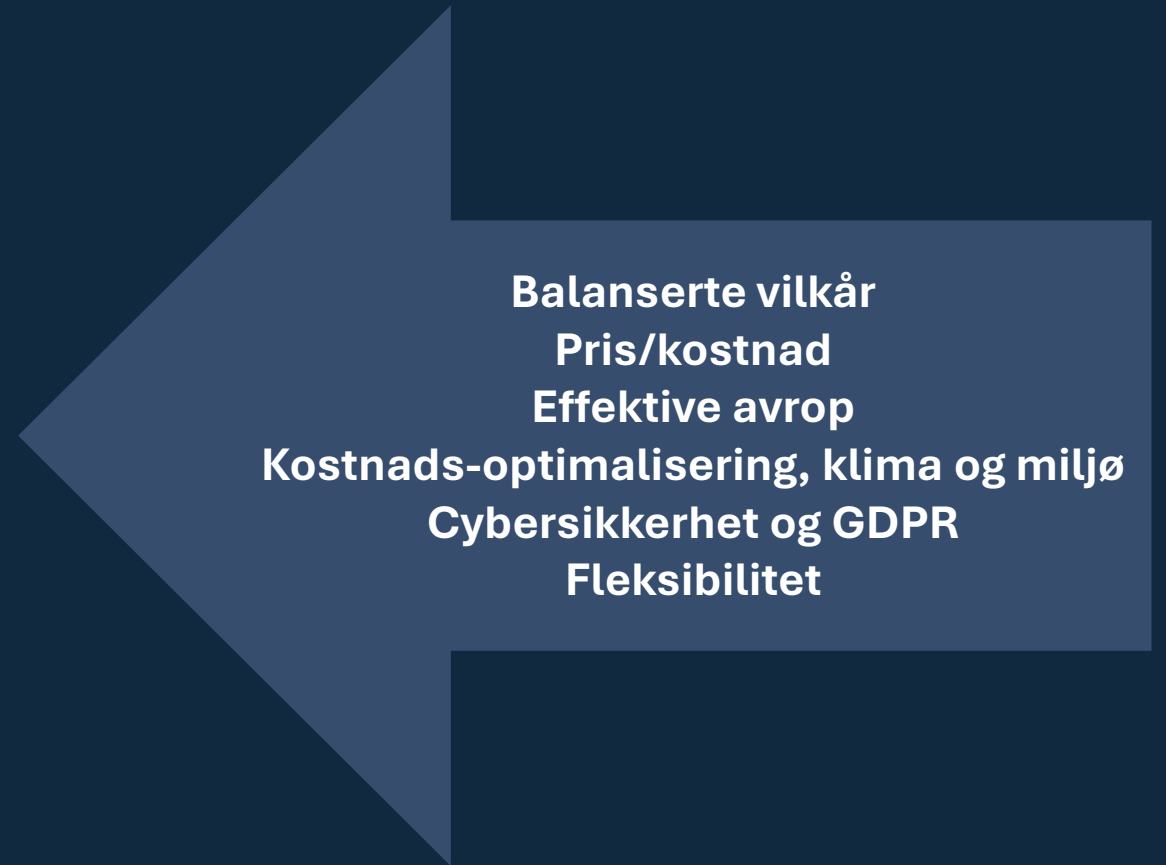 Balanserte vilkår
Pris/kostnad
Effektive avrop
Kostnads-optimalisering, klima og miljø
Cybersikkerhet og GDPR
Fleksibilitet